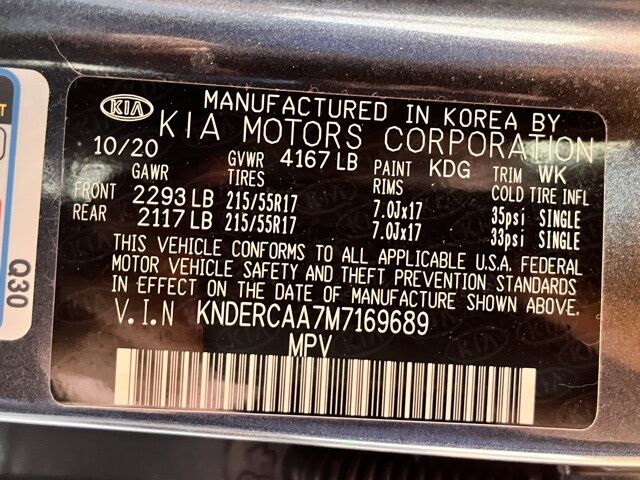 KIA MANUFACTURED IN KOREA BY
KIA MOTORS CORPORATION
10/20 GVWR 4167 LB PAINT KDG TRIM WK
GAWR TIRES RIMS COLD TIRE INFL
FRONT 2293 LB 215/55R17 7.0Jx17 35psi SINGLE
REAR 2117 LB 215/55R17 7.0Jx17 33psi SINGLE
THIS VEHICLE CONFORMS TO ALL APPLICABLE U.S.A. FEDERAL
MOTOR VEHICLE SAFETY AND THEFT PREVENTION STANDARDS
IN EFFECT ON THE DATE OF MANUFACTURE SHOWN ABOVE.
V.I.N KNDERCAA7M7169689
MPV
Q30